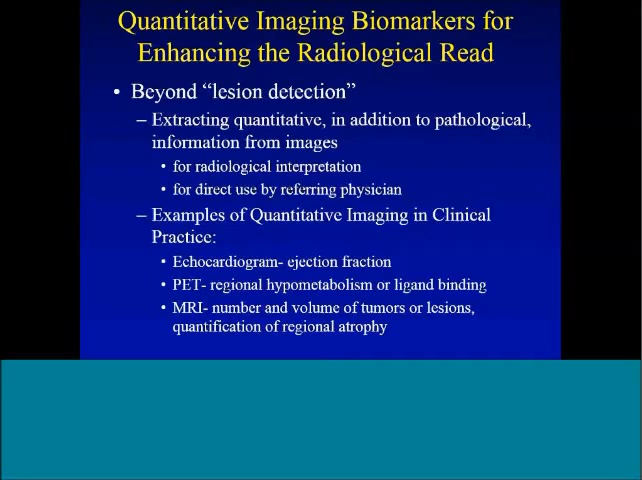 Quantitative Imaging Biomarkers for
Enhancing the Radiological Read
• Beyond “lesion detection”
– Extracting quantitative, in addition to pathological,
information from images
• for radiological interpretation
• for direct use by referring physician
– Examples of Quantitative Imaging in Clinical
Practice:
• Echocardiogram- ejection fraction
• PET- regional hypometabolism or ligand binding
• MRI- number and volume of tumors or lesions,
quantification of regional atrophy